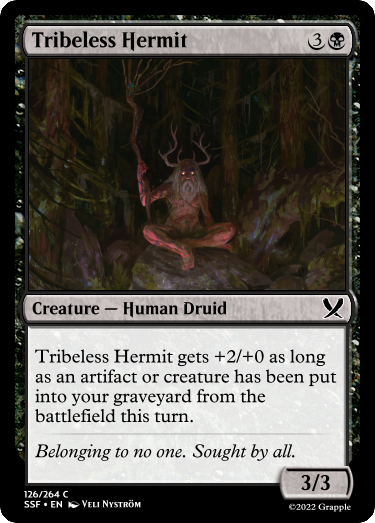 Tribeless Hermit 3
Creature — Human Druid
Tribeless Hermit gets +2/+0 as long
as an artifact or creature has been put
into your graveyard from the
battlefield this turn.
Belonging to no one. Sought by all.
3/3
126/264 C
SSF • EN Veli Nyström
©2022 Grapple